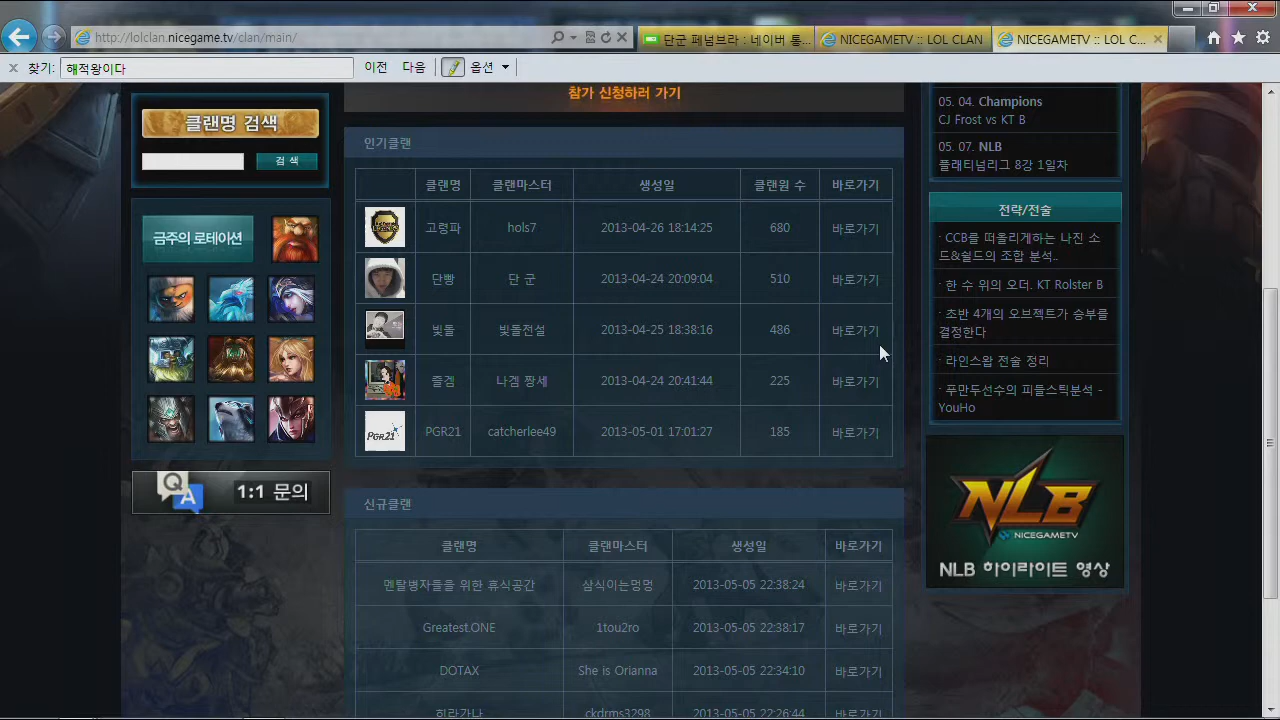 http://lolclan.nicegame.tv/clan/main/
단군 페넘브라 : 네이버 통...
NICEGAMETV :: LOL CLAN
NICEGAMETV :: LOL C...
찾기: 해적왕이다 이전 다음 옵션
클랜명 검색
검 색
금주의 로테이션
1:1 문의
참가 신청하러 가기
인기클랜
클랜명 클랜마스터 생성일 클랜원 수 바로가기
고령파 hols7 2013-04-26 18:14:25 680 바로가기
단빵 단 군 2013-04-24 20:09:04 510 바로가기
빛돌 빛돌전설 2013-04-25 18:38:16 486 바로가기
즐겜 나겜 짱세 2013-04-24 20:41:44 225 바로가기
PGR21 PGR21 catcherlee49 2013-05-01 17:01:27 185 바로가기
신규클랜
클랜명 클랜마스터 생성일 바로가기
멘탈병자들을 위한 휴식공간 삼식이는멍멍 2013-05-05 22:38:24 바로가기
Greatest.ONE 1tou2ro 2013-05-05 22:38:17 바로가기
DOTAX She is Orianna 2013-05-05 22:34:10 바로가기
히라가나 ckdrms3298 2013-05-05 22:26:44 바로가기
05. 04. Champions
CJ Frost vs KT B
05. 07. NLB
플래티넘리그 8강 1일차
전략/전술
· CCB를 떠올리게하는 나진 소
드&쉴드의 조합 분석..
· 한 수 위의 오더. KT Rolster B
· 초반 4개의 오브젝트가 승부를
결정한다
· 라인스왑 전술 정리
· 푸만두선수의 피들스틱분석 -
YouHo
NLB
NICEGAMETV
NLB 하이라이트 영상